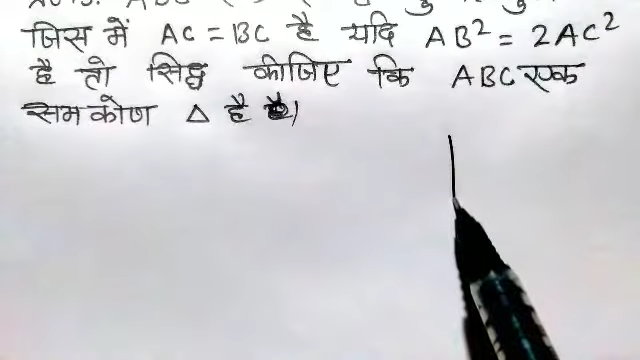 जिस में AC = BC है यदि AB² = 2AC²
है तो सिद्ध कीजिए कि ABC एक
समकोण △ है।